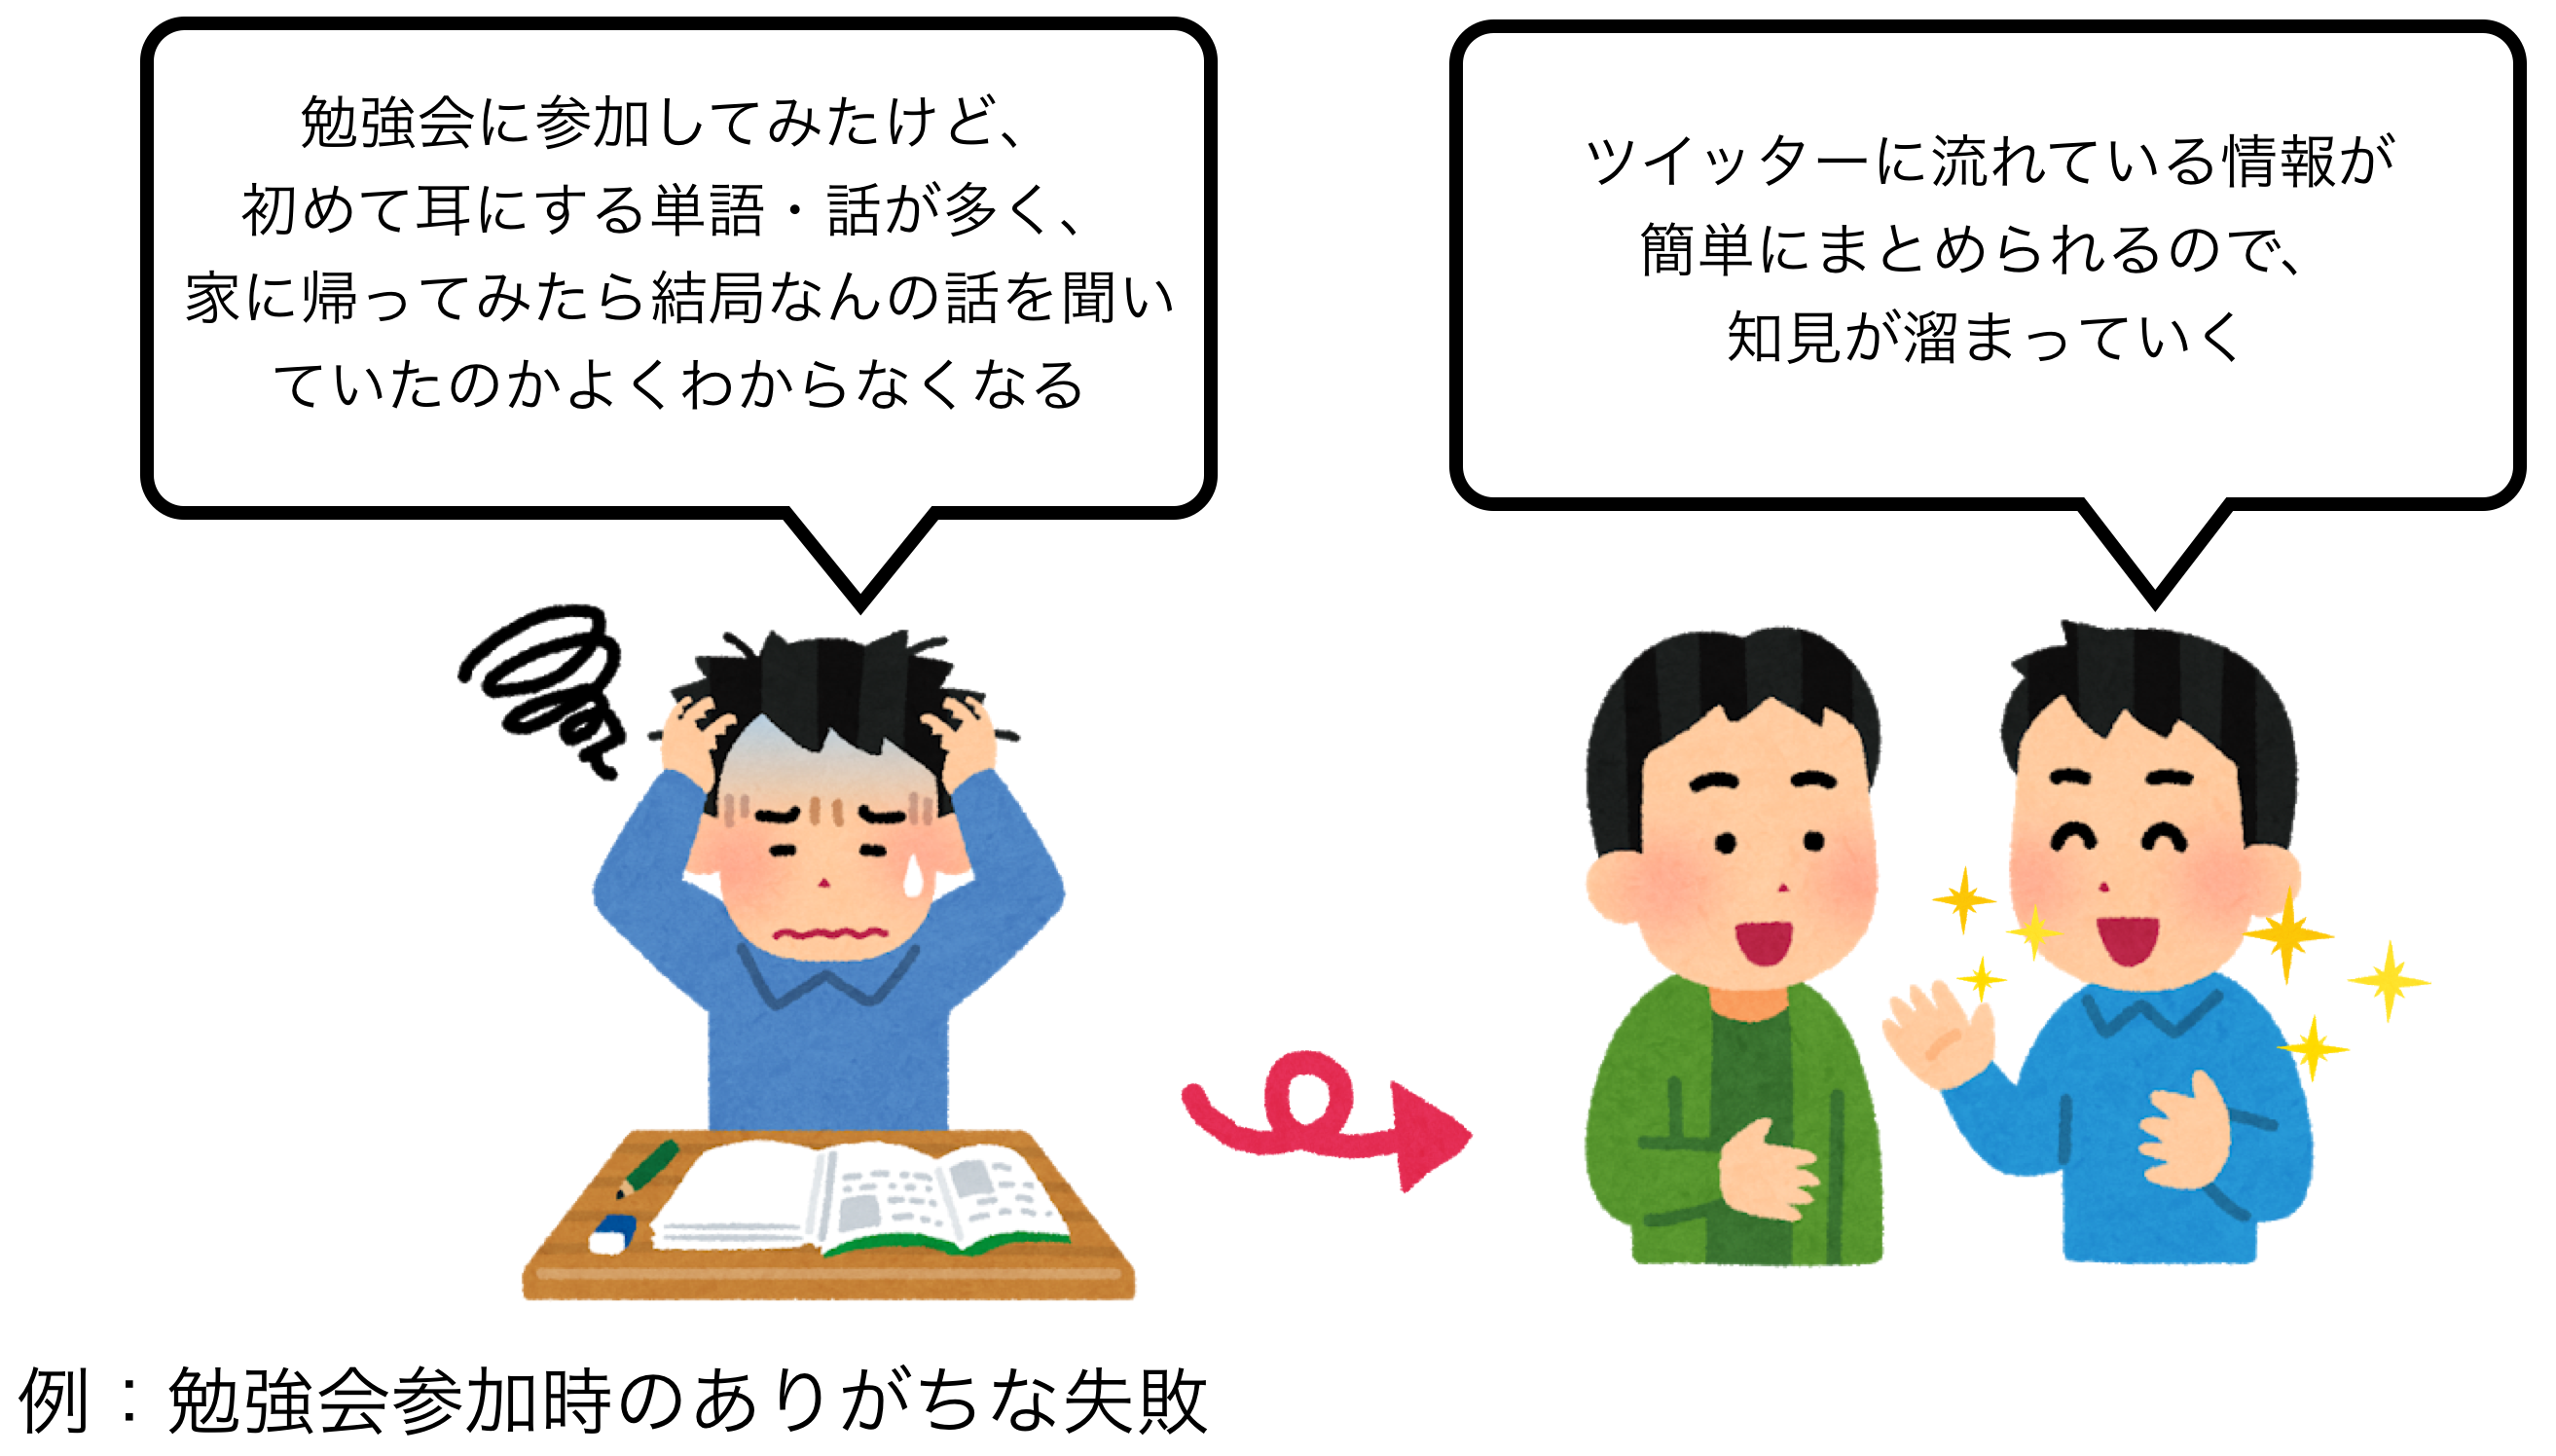 勉強会に参加してみたけど、
初めて耳にする単語・話が多く、
家に帰ってみたら結局なんの話を聞い
ていたのかよくわからなくなる
ツイッターに流れている情報が
簡単にまとめられるので、
知見が溜まっていく
例：勉強会参加時のありがちな失敗